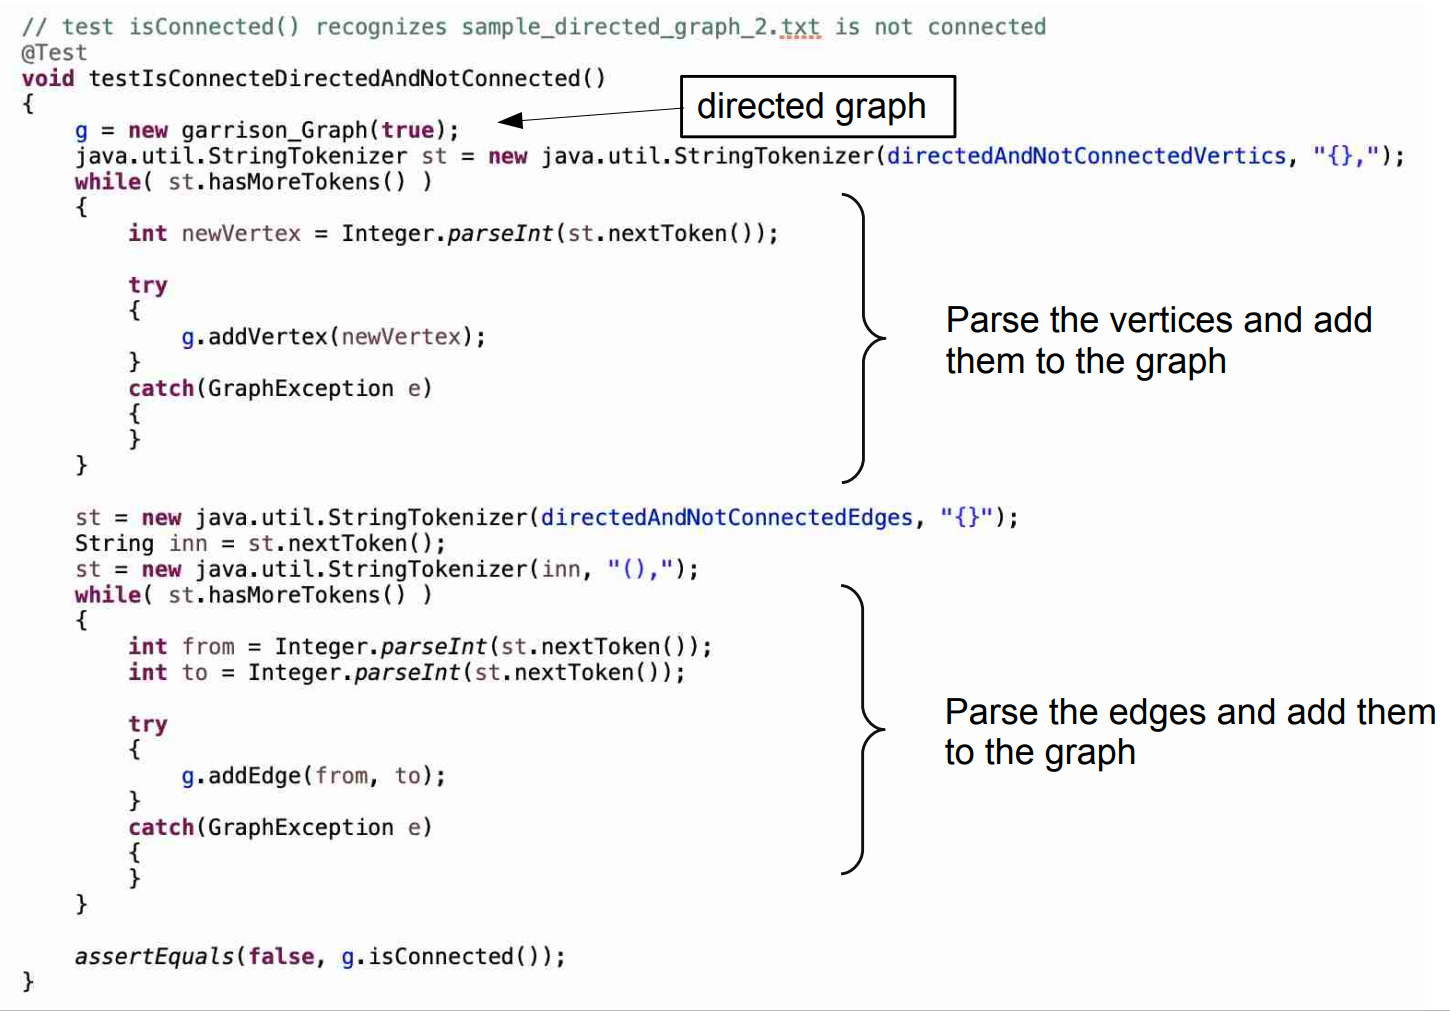 // test isConnected() recognizes sample_directed_graph_2.txt is not connected
@Test
void testIsConnecteDirectedAndNotConnected()
{
directed graph
g = new garrison_Graph(true);
java.util.StringTokenizer st = new java.util.StringTokenizer(directedAndNotConnectedVertics, "{},");
while( st.hasMoreTokens() )
{
int newVertex = Integer.parseInt(st.nextToken());
try
{
g.addVertex(newVertex);
}
catch(GraphException e)
{
}
}
Parse the vertices and add
them to the graph
st = new java.util.StringTokenizer(directedAndNotConnectedEdges, "{}");
String inn = st.nextToken();
st = new java.util.StringTokenizer(inn, "(),");
while( st.hasMoreTokens() )
{
int from = Integer.parseInt(st.nextToken());
int to = Integer.parseInt(st.nextToken());
try
{
g.addEdge(from, to);
}
catch(GraphException e)
{
}
}
Parse the edges and add them
to the graph
assertEquals(false, g.isConnected());
}